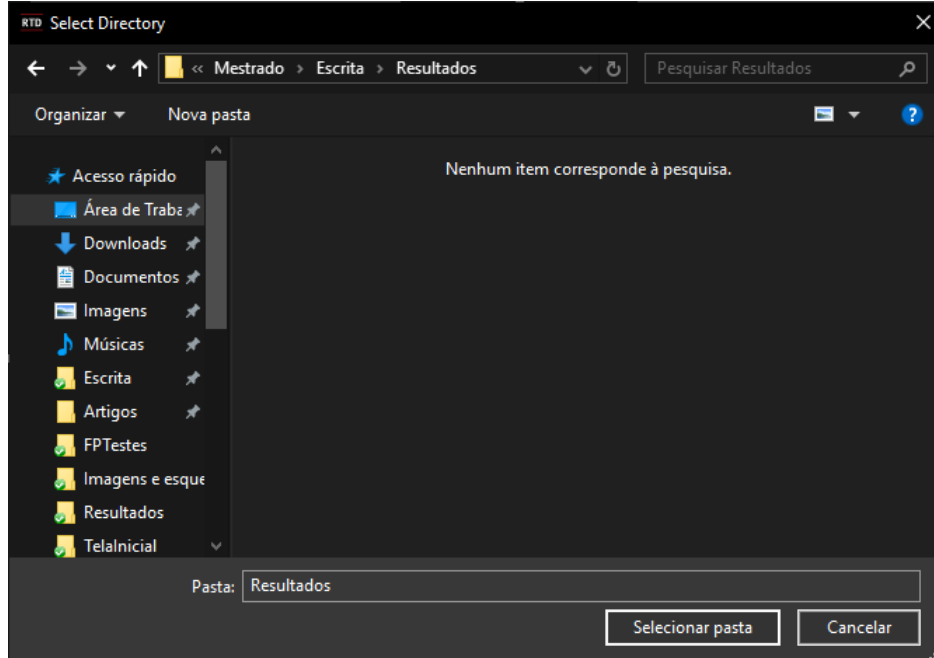 RTD Select Directory
« Mestrado › Escrita › Resultados
Pesquisar Resultados
Organizar
Nova pasta
?
Nenhum item corresponde à pesquisa.
Acesso rápido
Área de Traba
Downloads
Documentos
Imagens
Músicas
Escrita
Artigos
FPTestes
Imagens e esque
Resultados
TelaInicial
Pasta: Resultados
Selecionar pasta
Cancelar